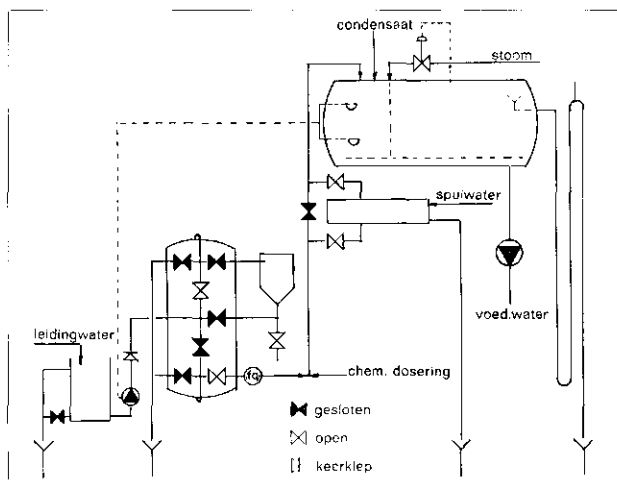 condensaat
stoom
spuiwater
voed.water
leidingwater
chem. dosering
fq
gesloten
open
keerklep